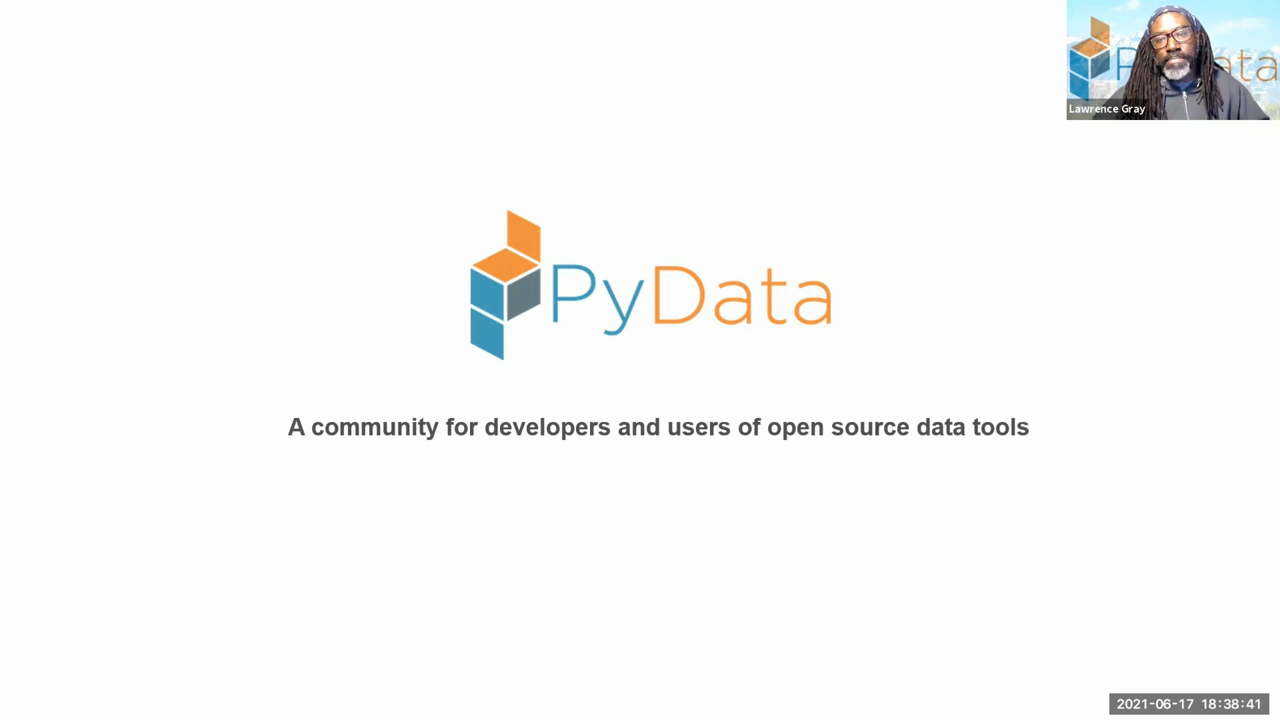 Lawrence Gray
PyData
A community for developers and users of open source data tools
2021-06-17 18:38:41